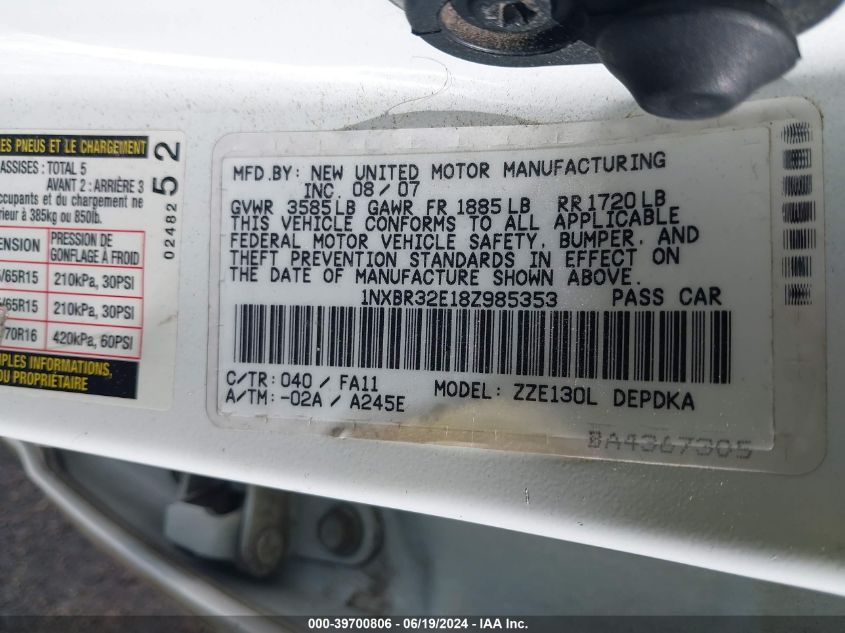 ES PNEUS ET LE CHARGEMENT
ASSISES : TOTAL 5
AVANT 2 : ARRIÈRE 3
ccupants et du chargement ne
rieur à 385kg ou 850lb.
02482 52
ENSION PRESSION DE GONFLAGE À FROID
/65R15 210kPa, 30PSI
/65R15 210kPa, 30PSI
70R16 420kPa, 60PSI
PLES INFORMATIONS,
DU PROPRIÉTAIRE
MFD.BY: NEW UNITED MOTOR MANUFACTURING
INC. 08/07
GVWR 3585LB GAWR FR 1885LB RR1720LB
THIS VEHICLE CONFORMS TO ALL APPLICABLE
FEDERAL MOTOR VEHICLE SAFETY, BUMPER, AND
THEFT PREVENTION STANDARDS IN EFFECT ON
THE DATE OF MANUFACTURE SHOWN ABOVE.
1NXBR32E18Z985353 PASS CAR
C/TR: 040 / FA11 MODEL: ZZE130L DEPDKA
A/TM: -02A / A245E
BA4367305
000-39700806 - 06/19/2024 - IAA Inc.